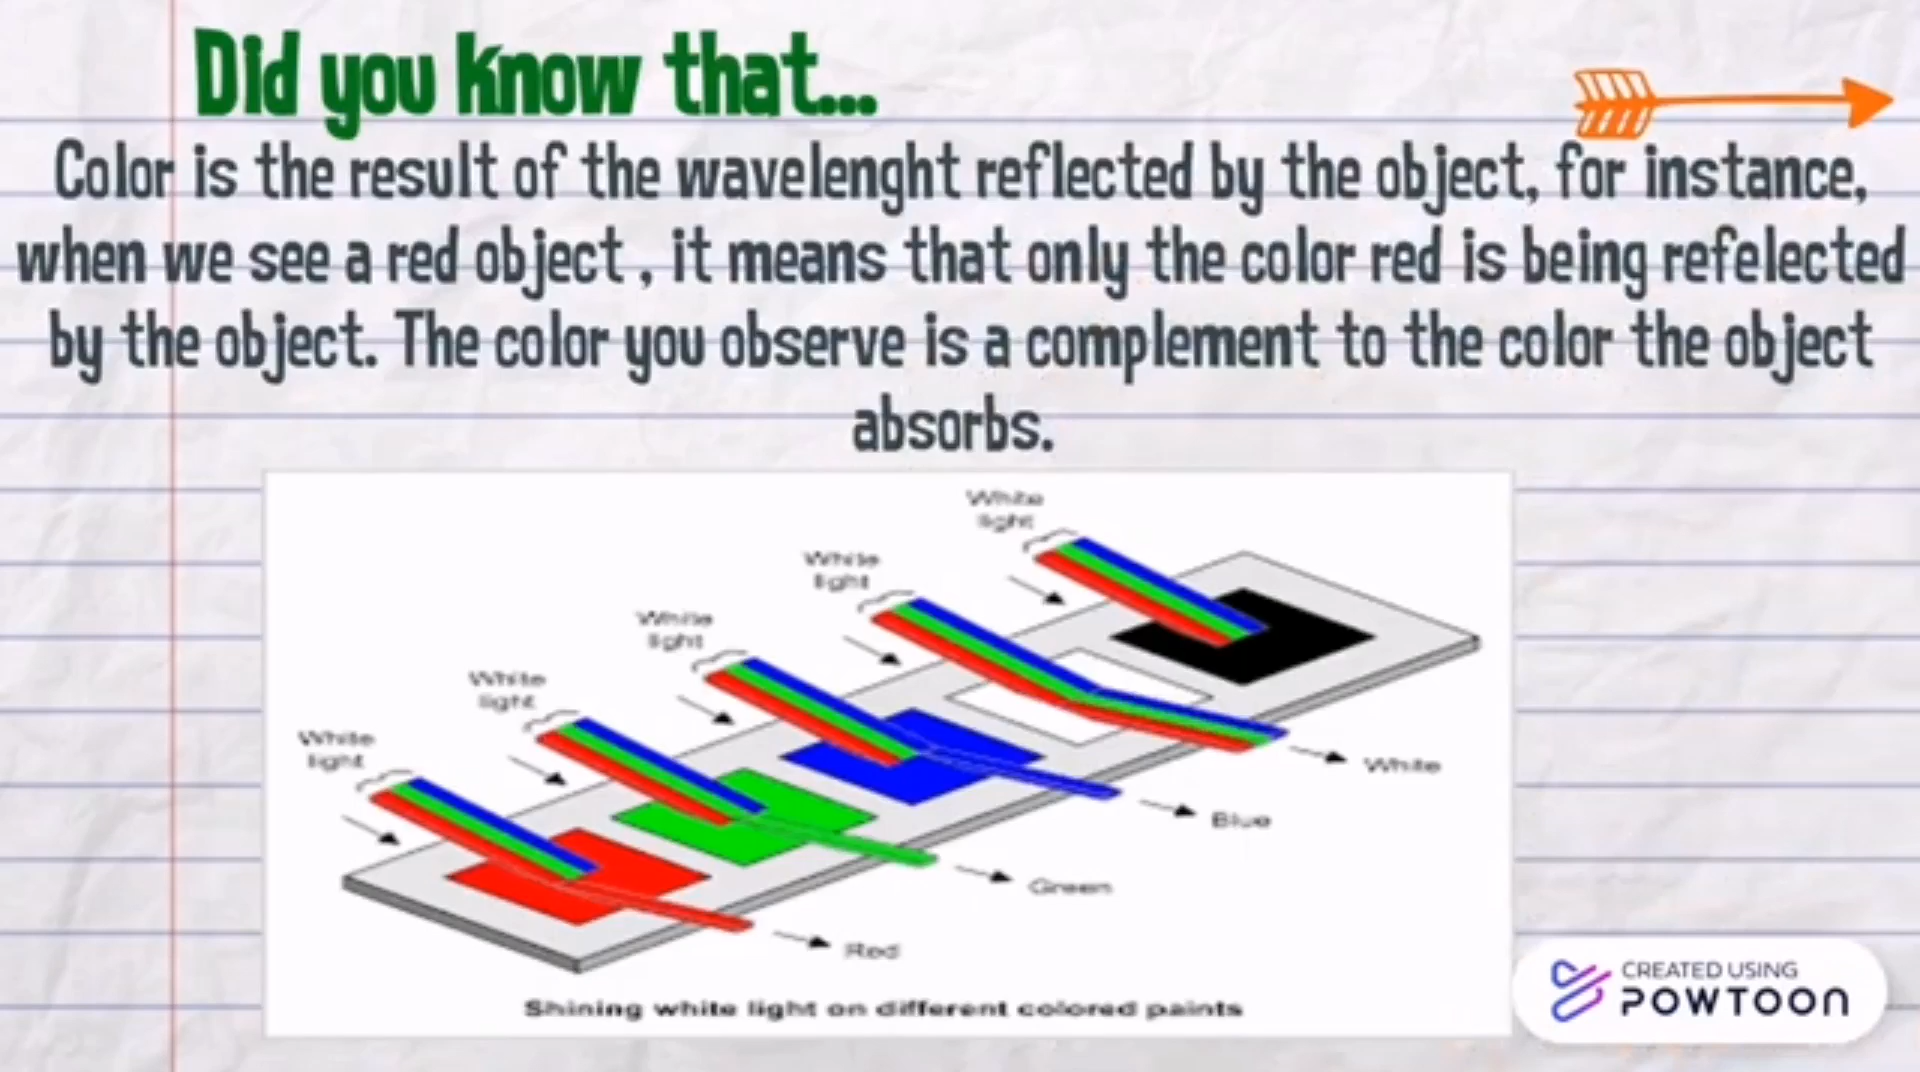 Did you know that...
Color is the result of the wavelenght reflected by the object, for instance,
when we see a red object , it means that only the color red is being refelected
by the object. The color you observe is a complement to the color the object
absorbs.
White
light
White
light
White
light
White
light
White
light
White
Blue
Green
Red
Shining white light on different colored paints
CREATED USING
POWTOON